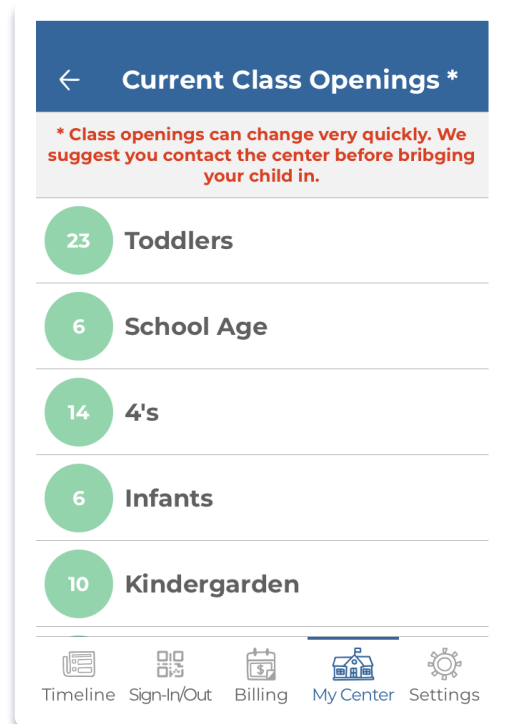 Current Class Openings *
* Class openings can change very quickly. We
suggest you contact the center before bribging
your child in.
23 Toddlers
6 School Age
14 4's
6 Infants
10 Kindergarden
$
Timeline Sign-In/Out Billing My Center Settings